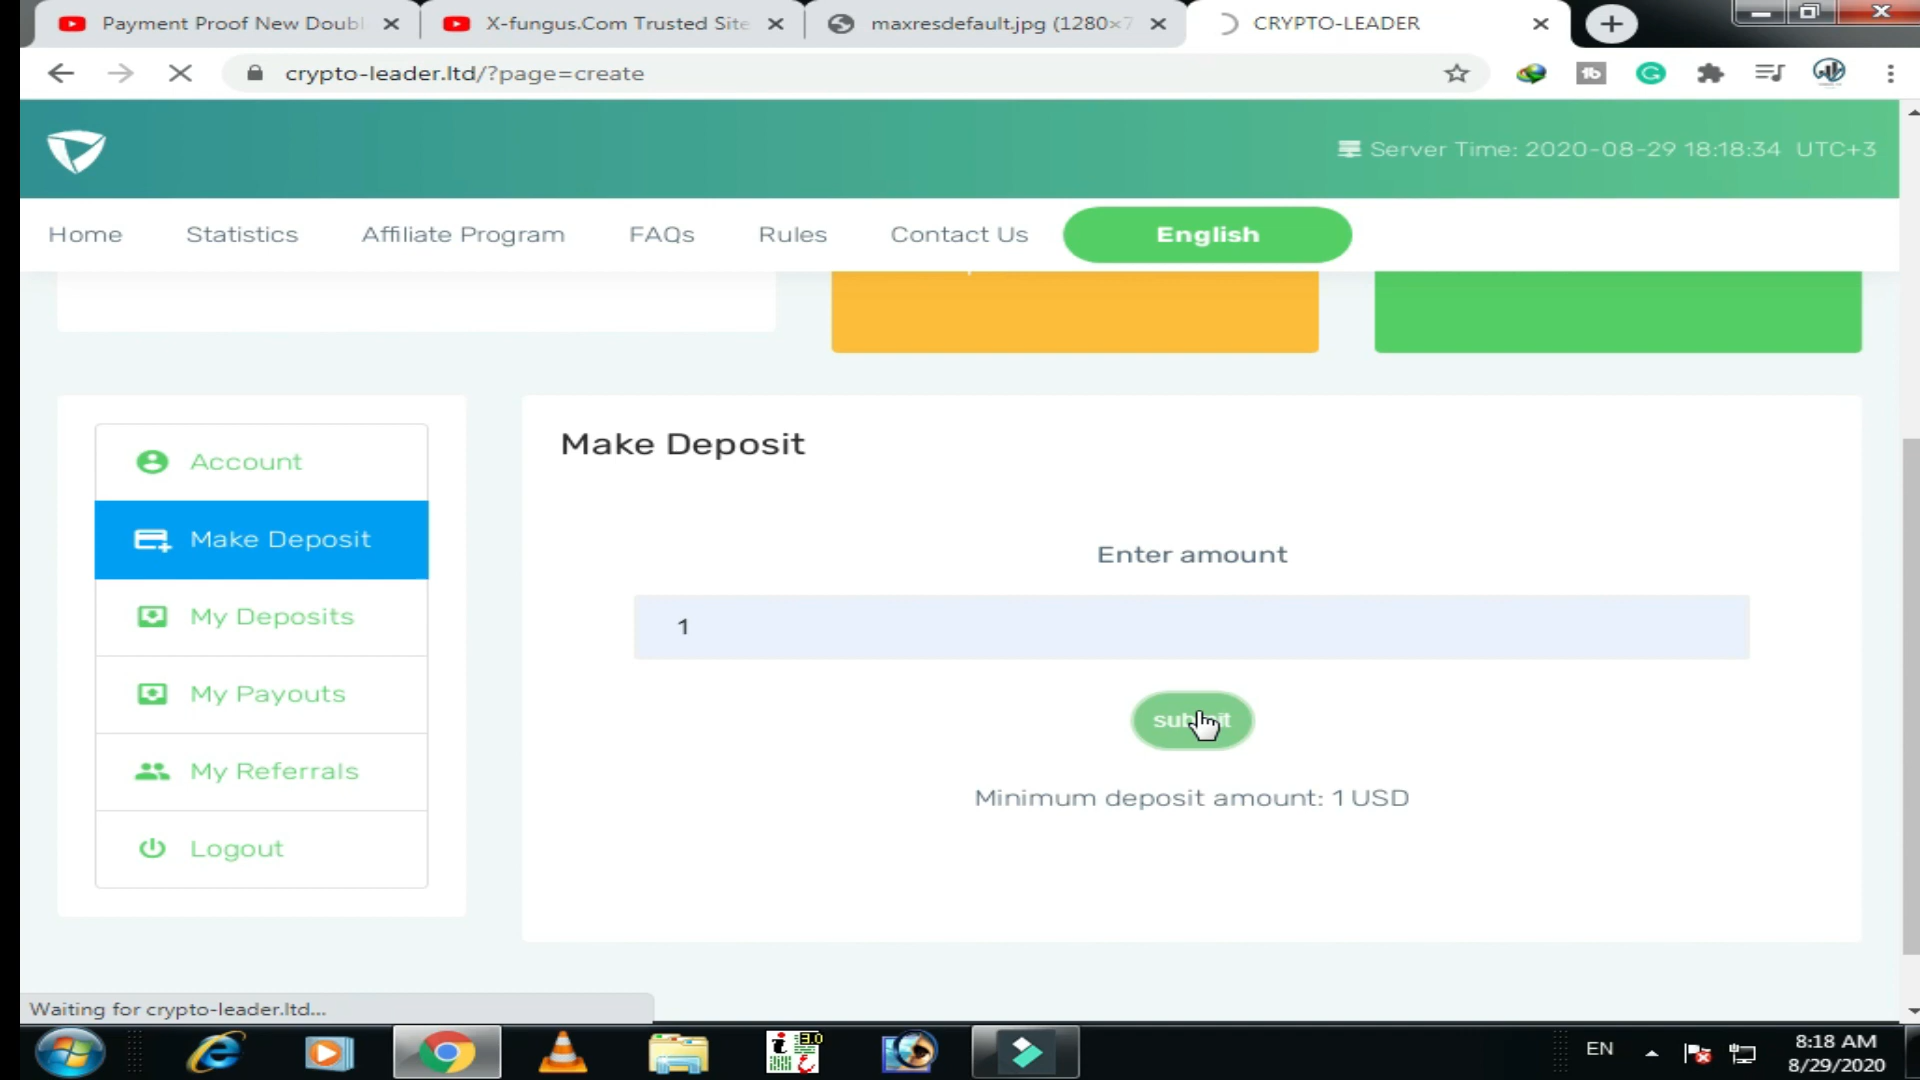 Payment Proof New Doubl
X-fungus.Com Trusted Site
maxresdefault.jpg (1280×7
CRYPTO-LEADER
crypto-leader.ltd/?page=create
Server Time: 2020-08-29 18:18:34 UTC+3
Home
Statistics
Affiliate Program
FAQs
Rules
Contact Us
English
Account
Make Deposit
My Deposits
My Payouts
My Referrals
Logout
Make Deposit
Enter amount
1
submit
Minimum deposit amount: 1 USD
Waiting for crypto-leader.ltd...
EN
8:18 AM
8/29/2020